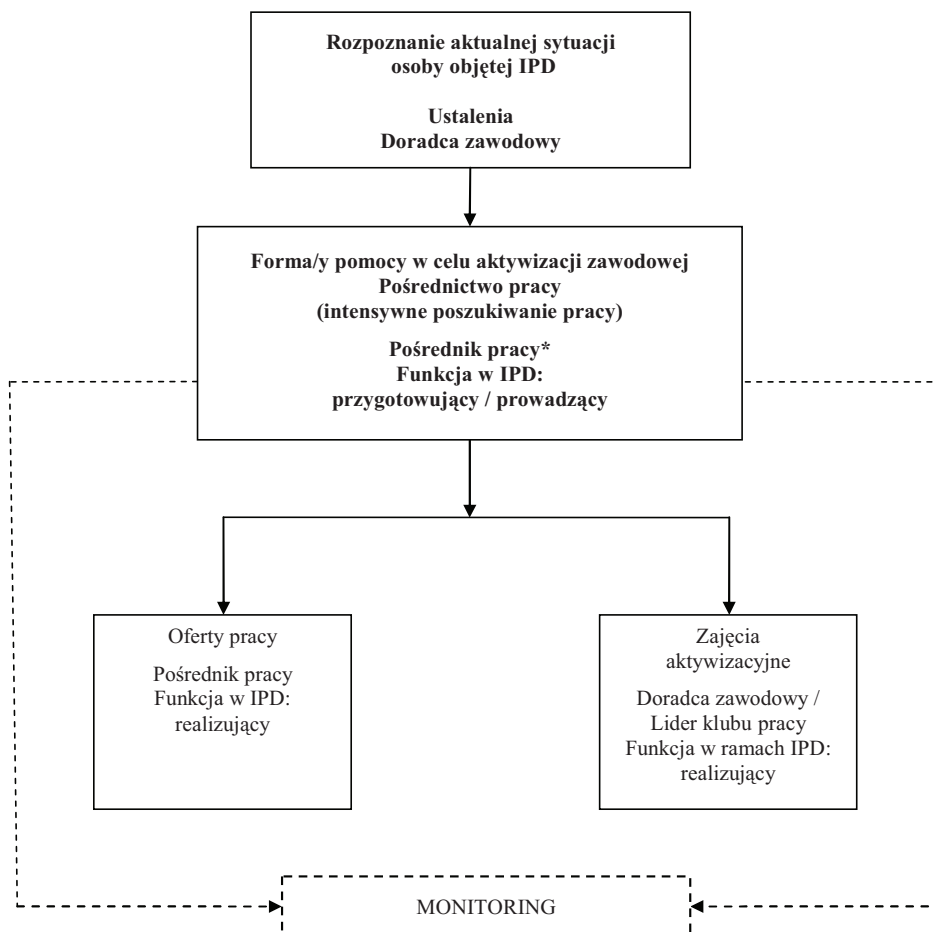 Rozpoznanie aktualnej sytuacji
osoby objętej IPD
Ustalenia
Doradca zawodowy
Forma/y pomocy w celu aktywizacji zawodowej
Pośrednictwo pracy
(intensywne poszukiwanie pracy)
Pośrednik pracy*
Funkcja w IPD:
przygotowujący / prowadzący
Oferty pracy
Pośrednik pracy
Funkcja w IPD:
realizujący
Zajęcia
aktywizacyjne
Doradca zawodowy /
Lider klubu pracy
Funkcja w ramach IPD:
realizujący
MONITORING